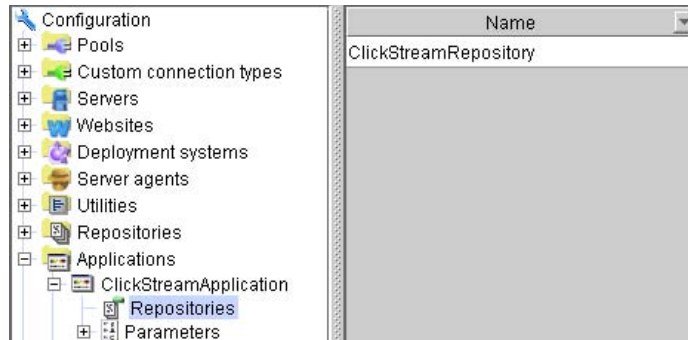 Configuration
Pools
Custom connection types
Servers
Websites
Deployment systems
Server agents
Utilities
Repositories
Applications
ClickStreamApplication
Repositories
Parameters
Name
ClickStreamRepository